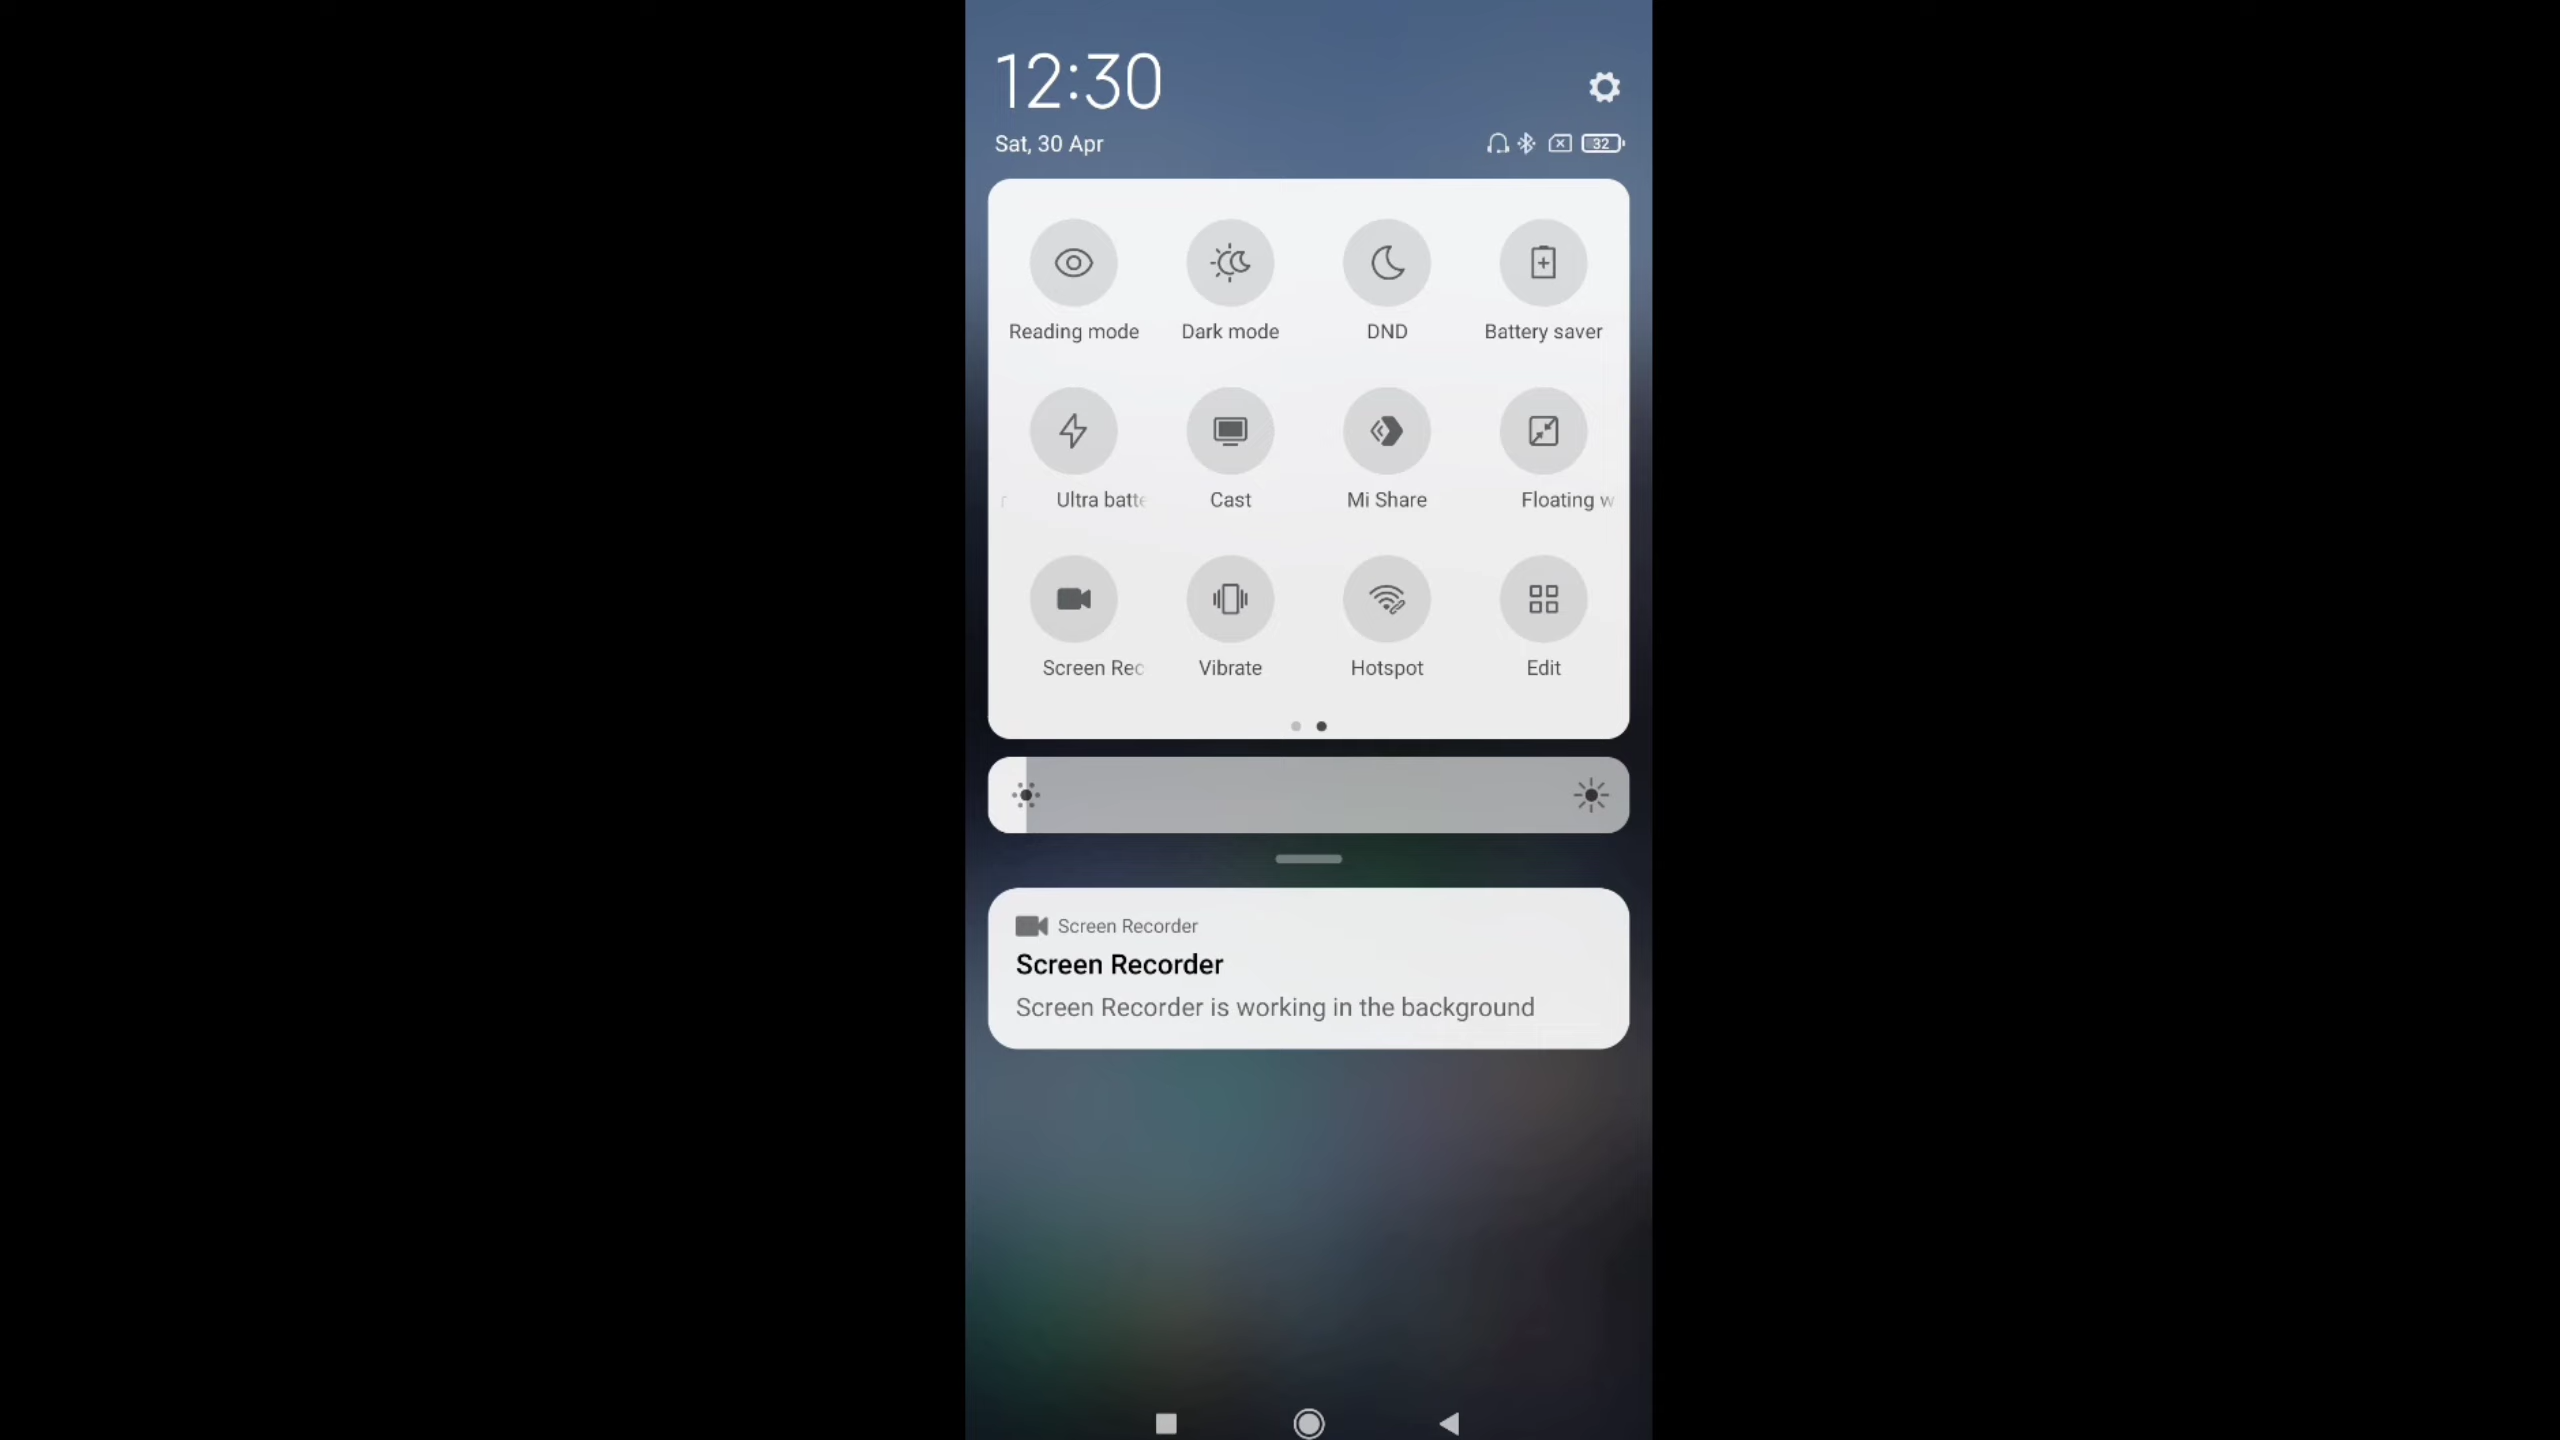 12:30
Sat, 30 Apr
32
Reading mode
Dark mode
DND
Battery saver
Ultra batte
Cast
Mi Share
Floating w
Screen Rec
Vibrate
Hotspot
Edit
Screen Recorder
Screen Recorder
Screen Recorder is working in the background